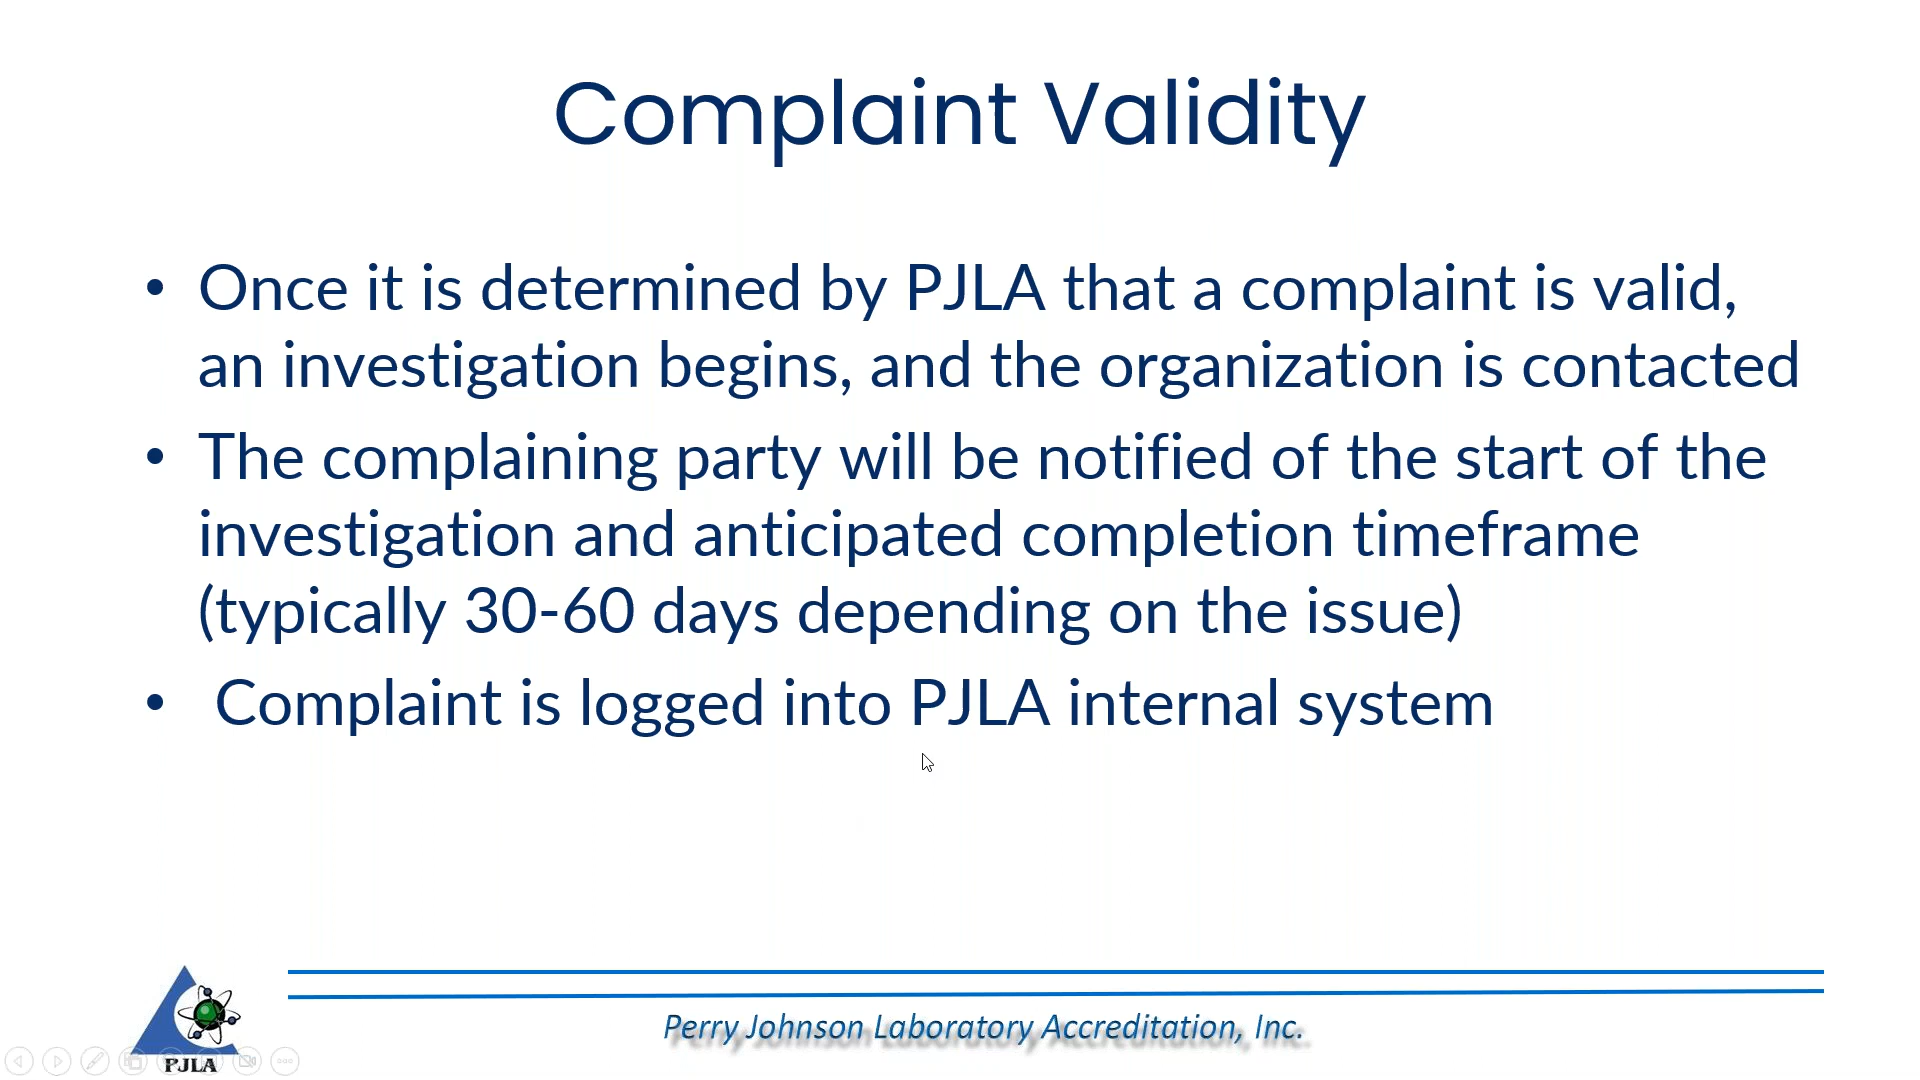 Complaint Validity
• Once it is determined by PJLA that a complaint is valid,
an investigation begins, and the organization is contacted
• The complaining party will be notified of the start of the
investigation and anticipated completion timeframe
(typically 30-60 days depending on the issue)
• Complaint is logged into PJLA internal system
Perry Johnson Laboratory Accreditation, Inc.
PJLA